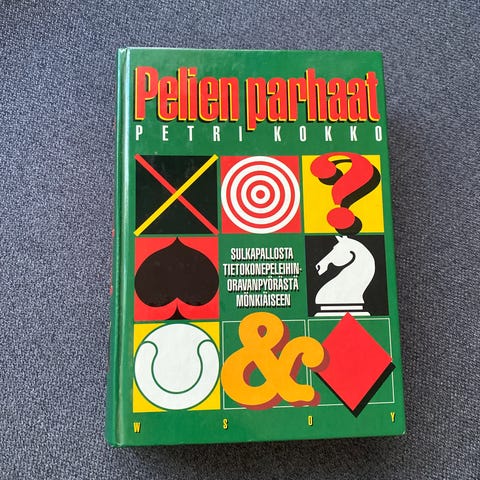 Pelien parhaat
PETRI KOKKO
?
SULKAPALLOSTA
TIETOKONEPELEIHIN-
ORAVANPYÖRÄSTÄ
MÖNKIÄISEEN
&
WSOY